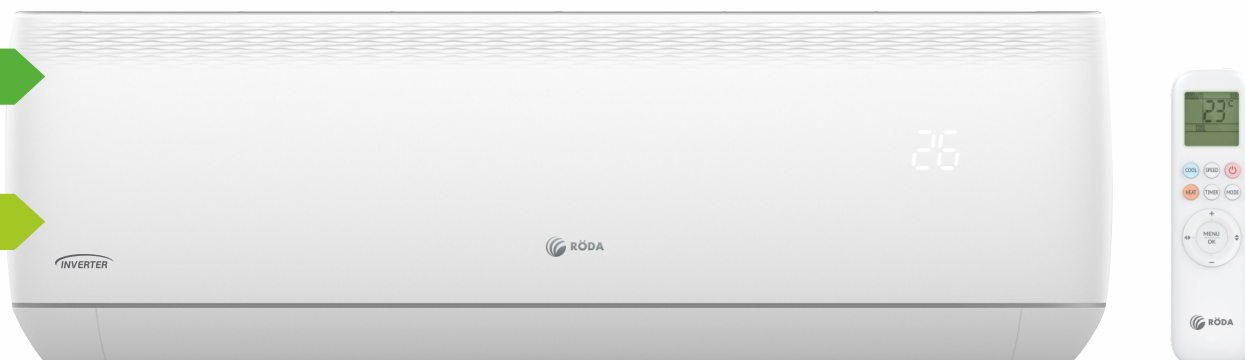 26
INVERTER
RÖDA
23°C
COOL
SPEED
HEAT
TIMER
MODE
MENU
OK
RÖDA